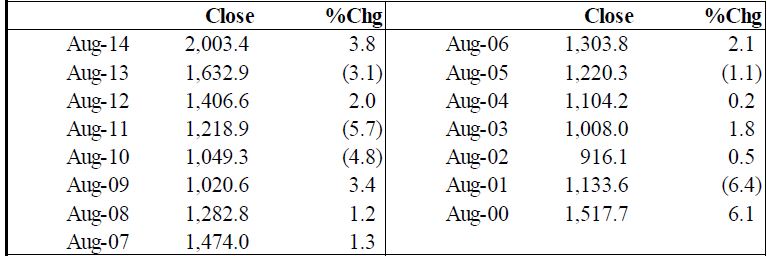 Close %Chg Close %Chg
Aug-14 2,003.4 3.8 Aug-06 1,303.8 2.1
Aug-13 1,632.9 (3.1) Aug-05 1,220.3 (1.1)
Aug-12 1,406.6 2.0 Aug-04 1,104.2 0.2
Aug-11 1,218.9 (5.7) Aug-03 1,008.0 1.8
Aug-10 1,049.3 (4.8) Aug-02 916.1 0.5
Aug-09 1,020.6 3.4 Aug-01 1,133.6 (6.4)
Aug-08 1,282.8 1.2 Aug-00 1,517.7 6.1
Aug-07 1,474.0 1.3